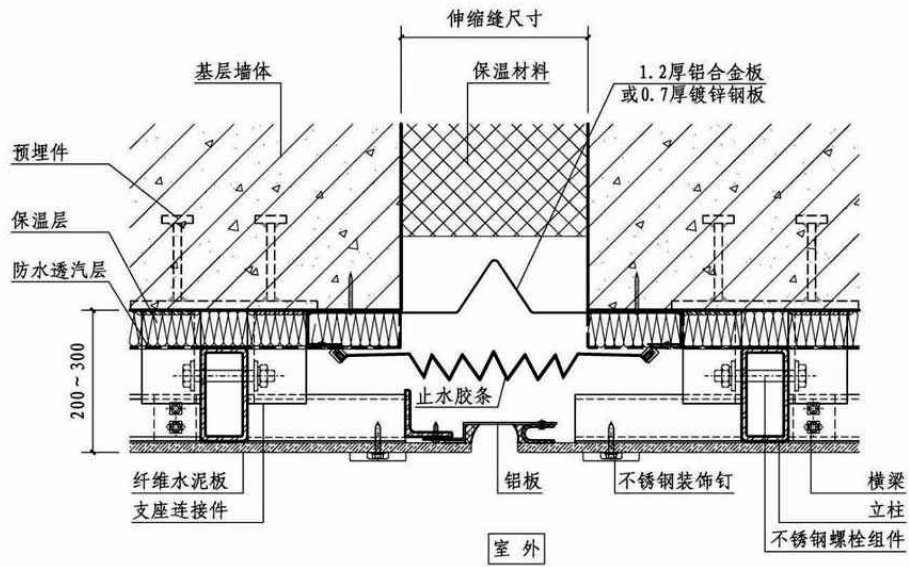 伸缩缝尺寸
基层墙体
保温材料
1.2厚铝合金板
或0.7厚镀锌钢板
预埋件
保温层
防水透汽层
200~300
止水胶条
纤维水泥板
铝板
不锈钢装饰钉
横梁
支座连接件
立柱
不锈钢螺栓组件
室 外